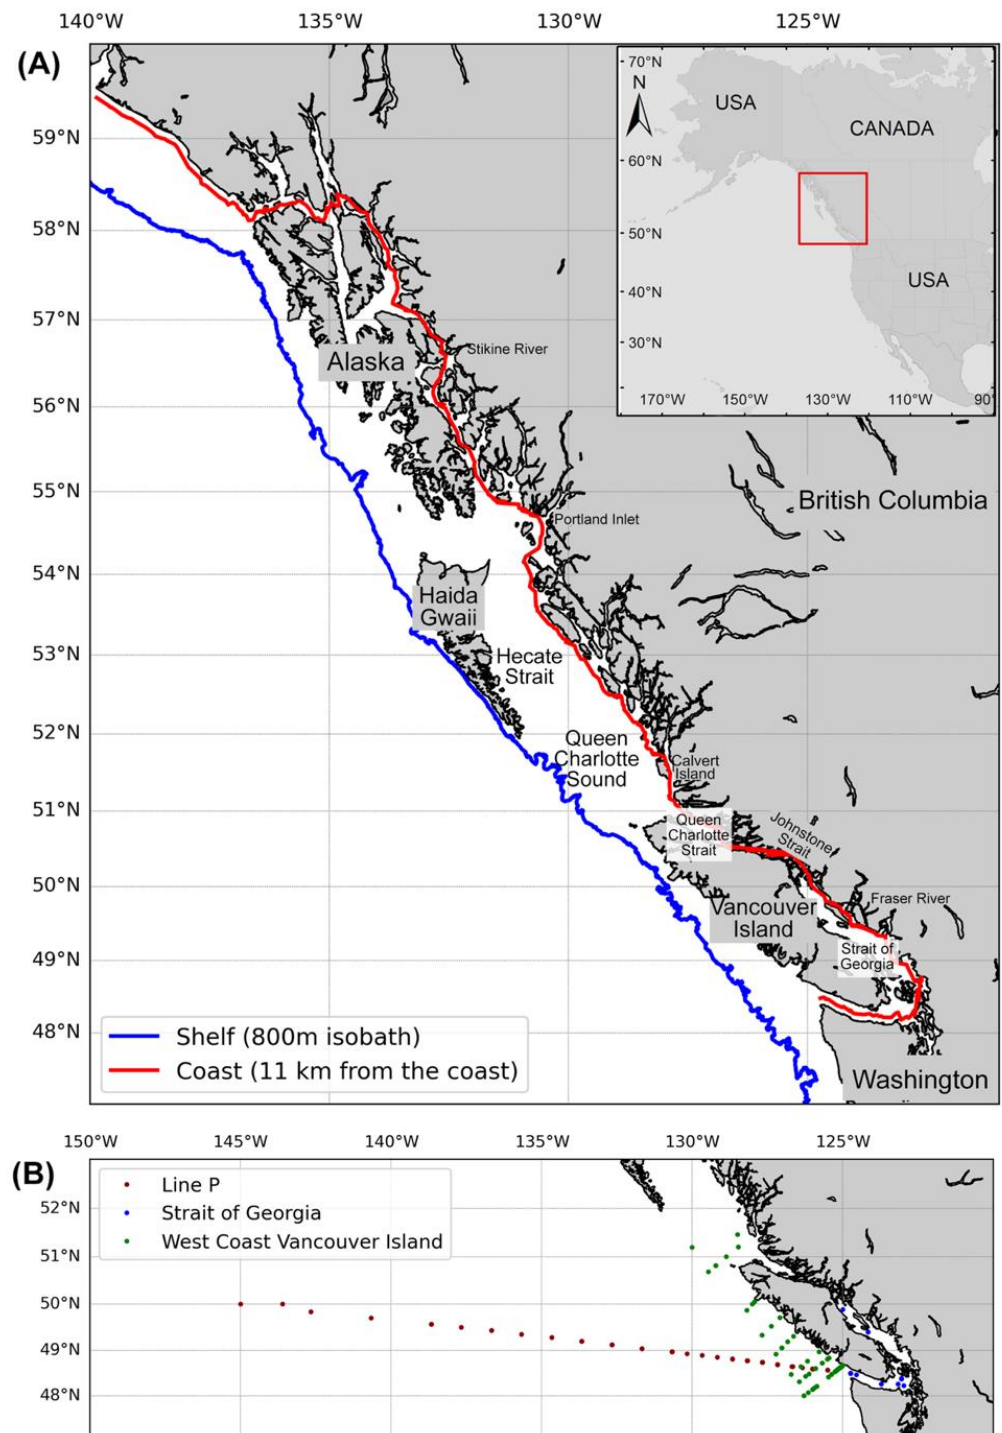 140°W 135°W 130°W 125°W
(A)
70°N
N
USA
CANADA
60°N
50°N
USA
40°N
30°N
170°W 150°W 130°W 110°W 90°
59°N
58°N
57°N
Stikine River
Alaska
56°N
55°N
British Columbia
Portland Inlet
54°N
Haida
Gwaii
53°N
Hecate
Strait
52°N
Queen
Charlotte
Sound
Calvert
Island
51°N
Queen
Charlotte
Strait
Johnstone
Strait
50°N
Vancouver
Island
Fraser River
49°N
Strait of
Georgia
48°N
Shelf (800m isobath)
Coast (11 km from the coast)
Washington
150°W 145°W 140°W 135°W 130°W 125°W
(B)
Line P
Strait of Georgia
West Coast Vancouver Island
52°N
51°N
50°N
49°N
48°N